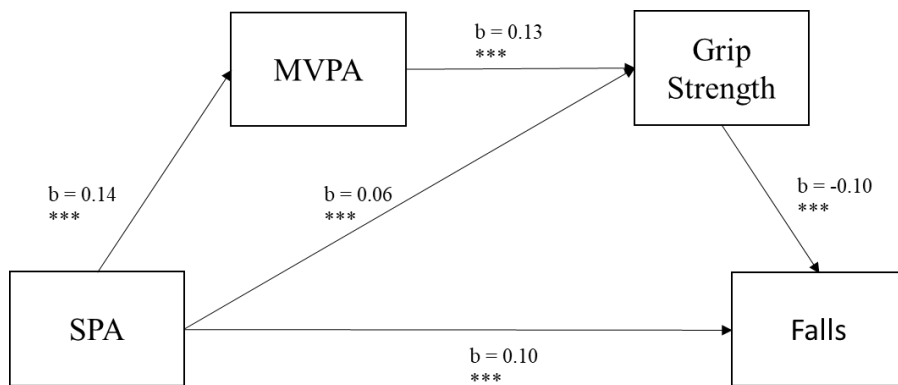 b = 0.13
***
MVPA
Grip
Strength
b = 0.14
***
b = 0.06
***
b = -0.10
***
SPA
Falls
b = 0.10
***